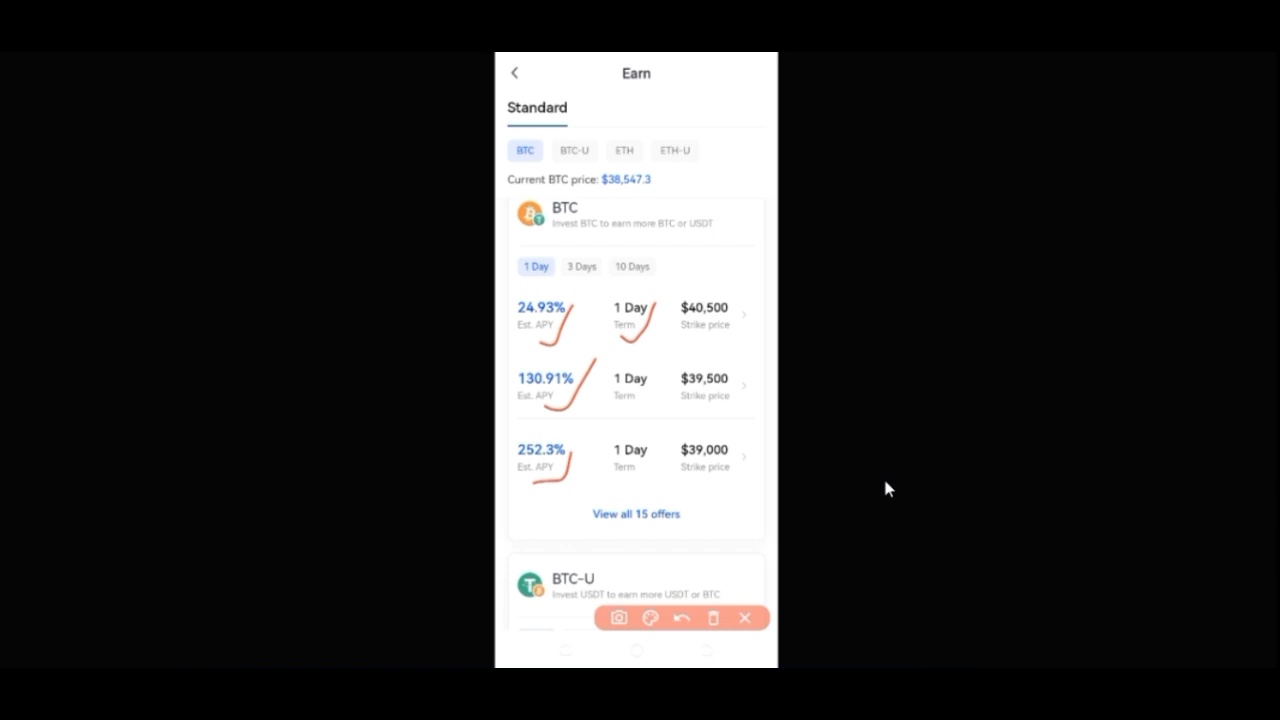 Earn
Standard
BTC BTC-U ETH ETH-U
Current BTC price: $38,547.3
BTC
Invest BTC to earn more BTC or USDT
1 Day 3 Days 10 Days
24.93% 1 Day $40,500
Est. APY Term Strike price
130.91% 1 Day $39,500
Est. APY Term Strike price
252.3% 1 Day $39,000
Est. APY Term Strike price
View all 15 offers
BTC-U
Invest USDT to earn more USDT or BTC